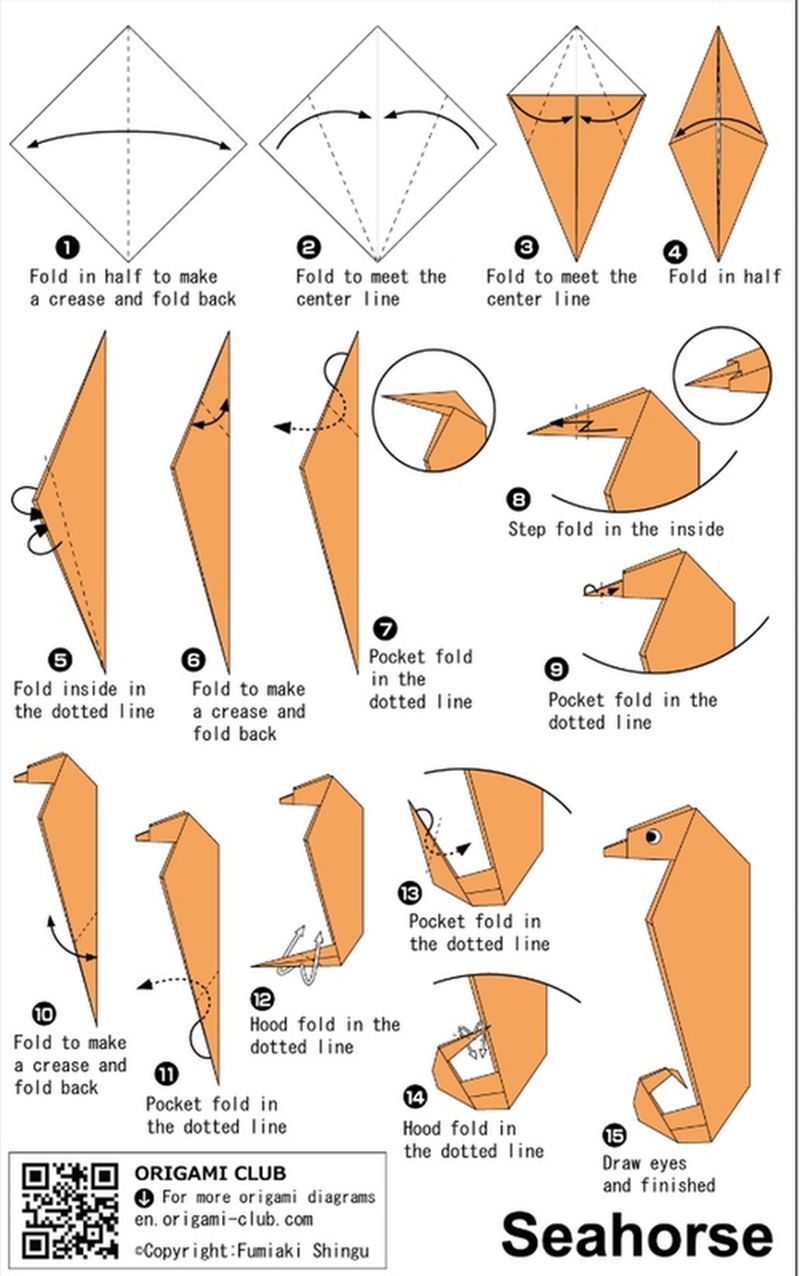 1
Fold in half to make
a crease and fold back
2
Fold to meet the
center line
3
Fold to meet the
center line
4
Fold in half
5
Fold inside in
the dotted line
6
Fold to make
a crease and
fold back
7
Pocket fold
in the
dotted line
8
Step fold in the inside
9
Pocket fold in the
dotted line
10
Fold to make
a crease and
fold back
11
Pocket fold in
the dotted line
12
Hood fold in the
dotted line
13
Pocket fold in
the dotted line
14
Hood fold in
the dotted line
15
Draw eyes
and finished
ORIGAMI CLUB
For more origami diagrams
en.origami-club.com
©Copyright:Fumiaki Shingu
Seahorse